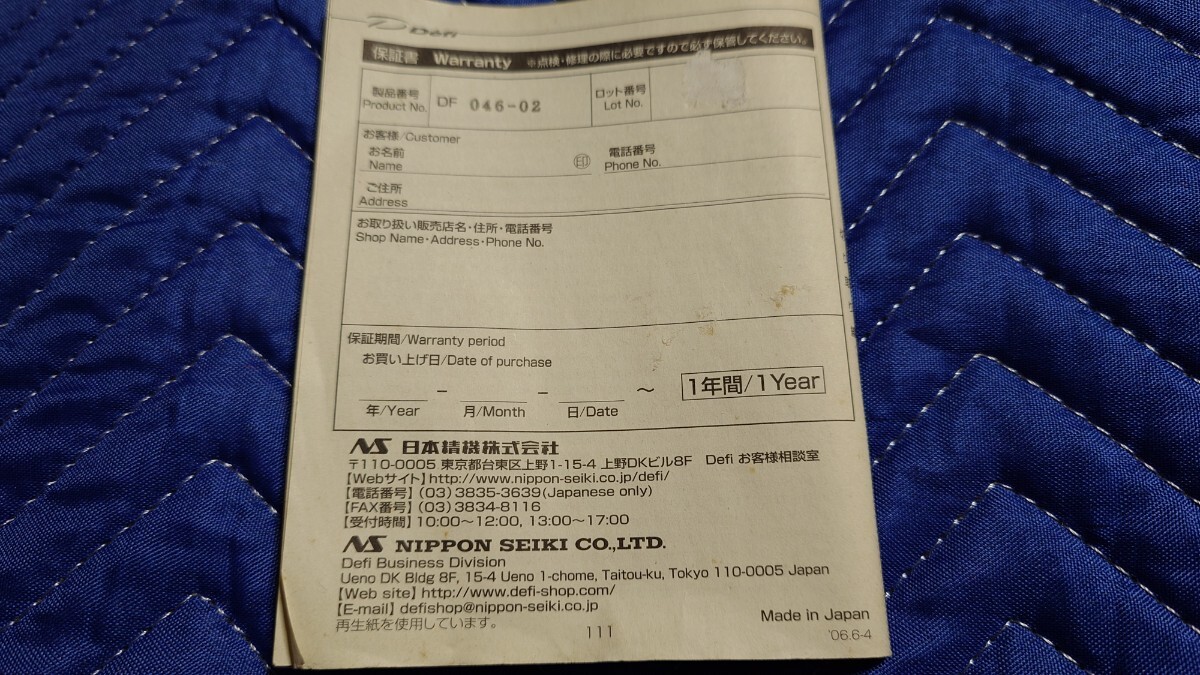 Defi
保証書 Warranty ※点検・修理の際に必要ですので必ず保管してください。
製品番号
Product No.
DF 046-02
ロット番号
Lot No.
お客様/Customer
お名前
Name
印
電話番号
Phone No.
ご住所
Address
お取り扱い販売店名・住所・電話番号
Shop Name・Address・Phone No.
保証期間/Warranty period
お買い上げ日/Date of purchase
– – ～ 1年間/1Year
年/Year 月/Month 日/Date
NS 日本精機株式会社
〒110-0005 東京都台東区上野1-15-4 上野DKビル8F Defi お客様相談室
【Webサイト】http://www.nippon-seiki.co.jp/defi/
【電話番号】(03)3835-3639(Japanese only)
【FAX番号】(03)3834-8116
【受付時間】10:00～12:00, 13:00～17:00
NS NIPPON SEIKI CO.,LTD.
Defi Business Division
Ueno DK Bldg 8F, 15-4 Ueno 1-chome, Taitou-ku, Tokyo 110-0005 Japan
【Web site】http://www.defi-shop.com/
【E-mail】defishop@nippon-seiki.co.jp
再生紙を使用しています。
111
Made in Japan
'06.6-4